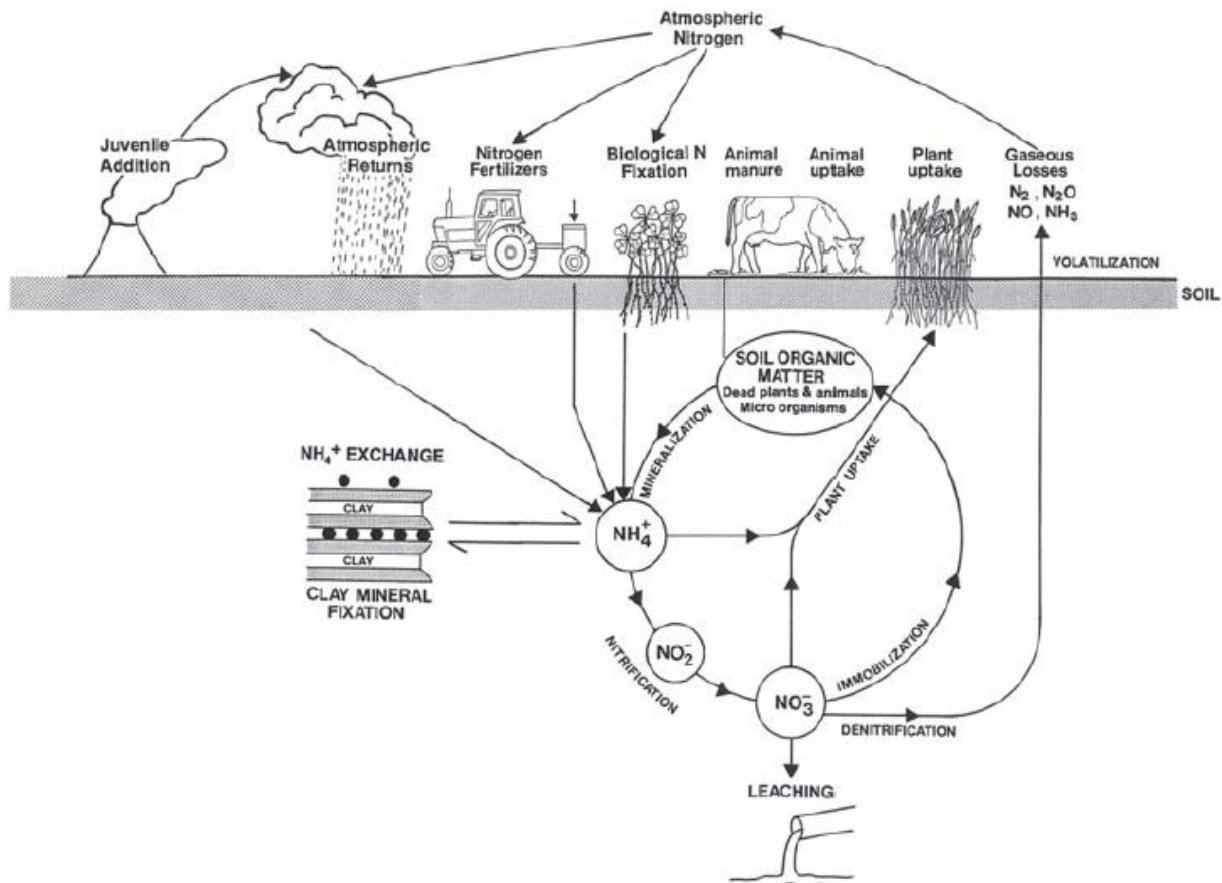 Atmospheric
Nitrogen
Juvenile
Addition
Atmospheric
Returns
Nitrogen
Fertilizers
Biological N
Fixation
Animal
manure
Animal
uptake
Plant
uptake
Gaseous
Losses
N₂ , N₂O
NO , NH₃
VOLATILIZATION
SOIL
SOIL ORGANIC
MATTER
Dead plants & animals
Micro organisms
MINERALIZATION
PLANT UPTAKE
NH₄⁺ EXCHANGE
CLAY
CLAY
CLAY MINERAL
FIXATION
NH₄⁺
NO₂⁻
NITRIFICATION
NO₃⁻
IMMOBILIZATION
DENITRIFICATION
LEACHING